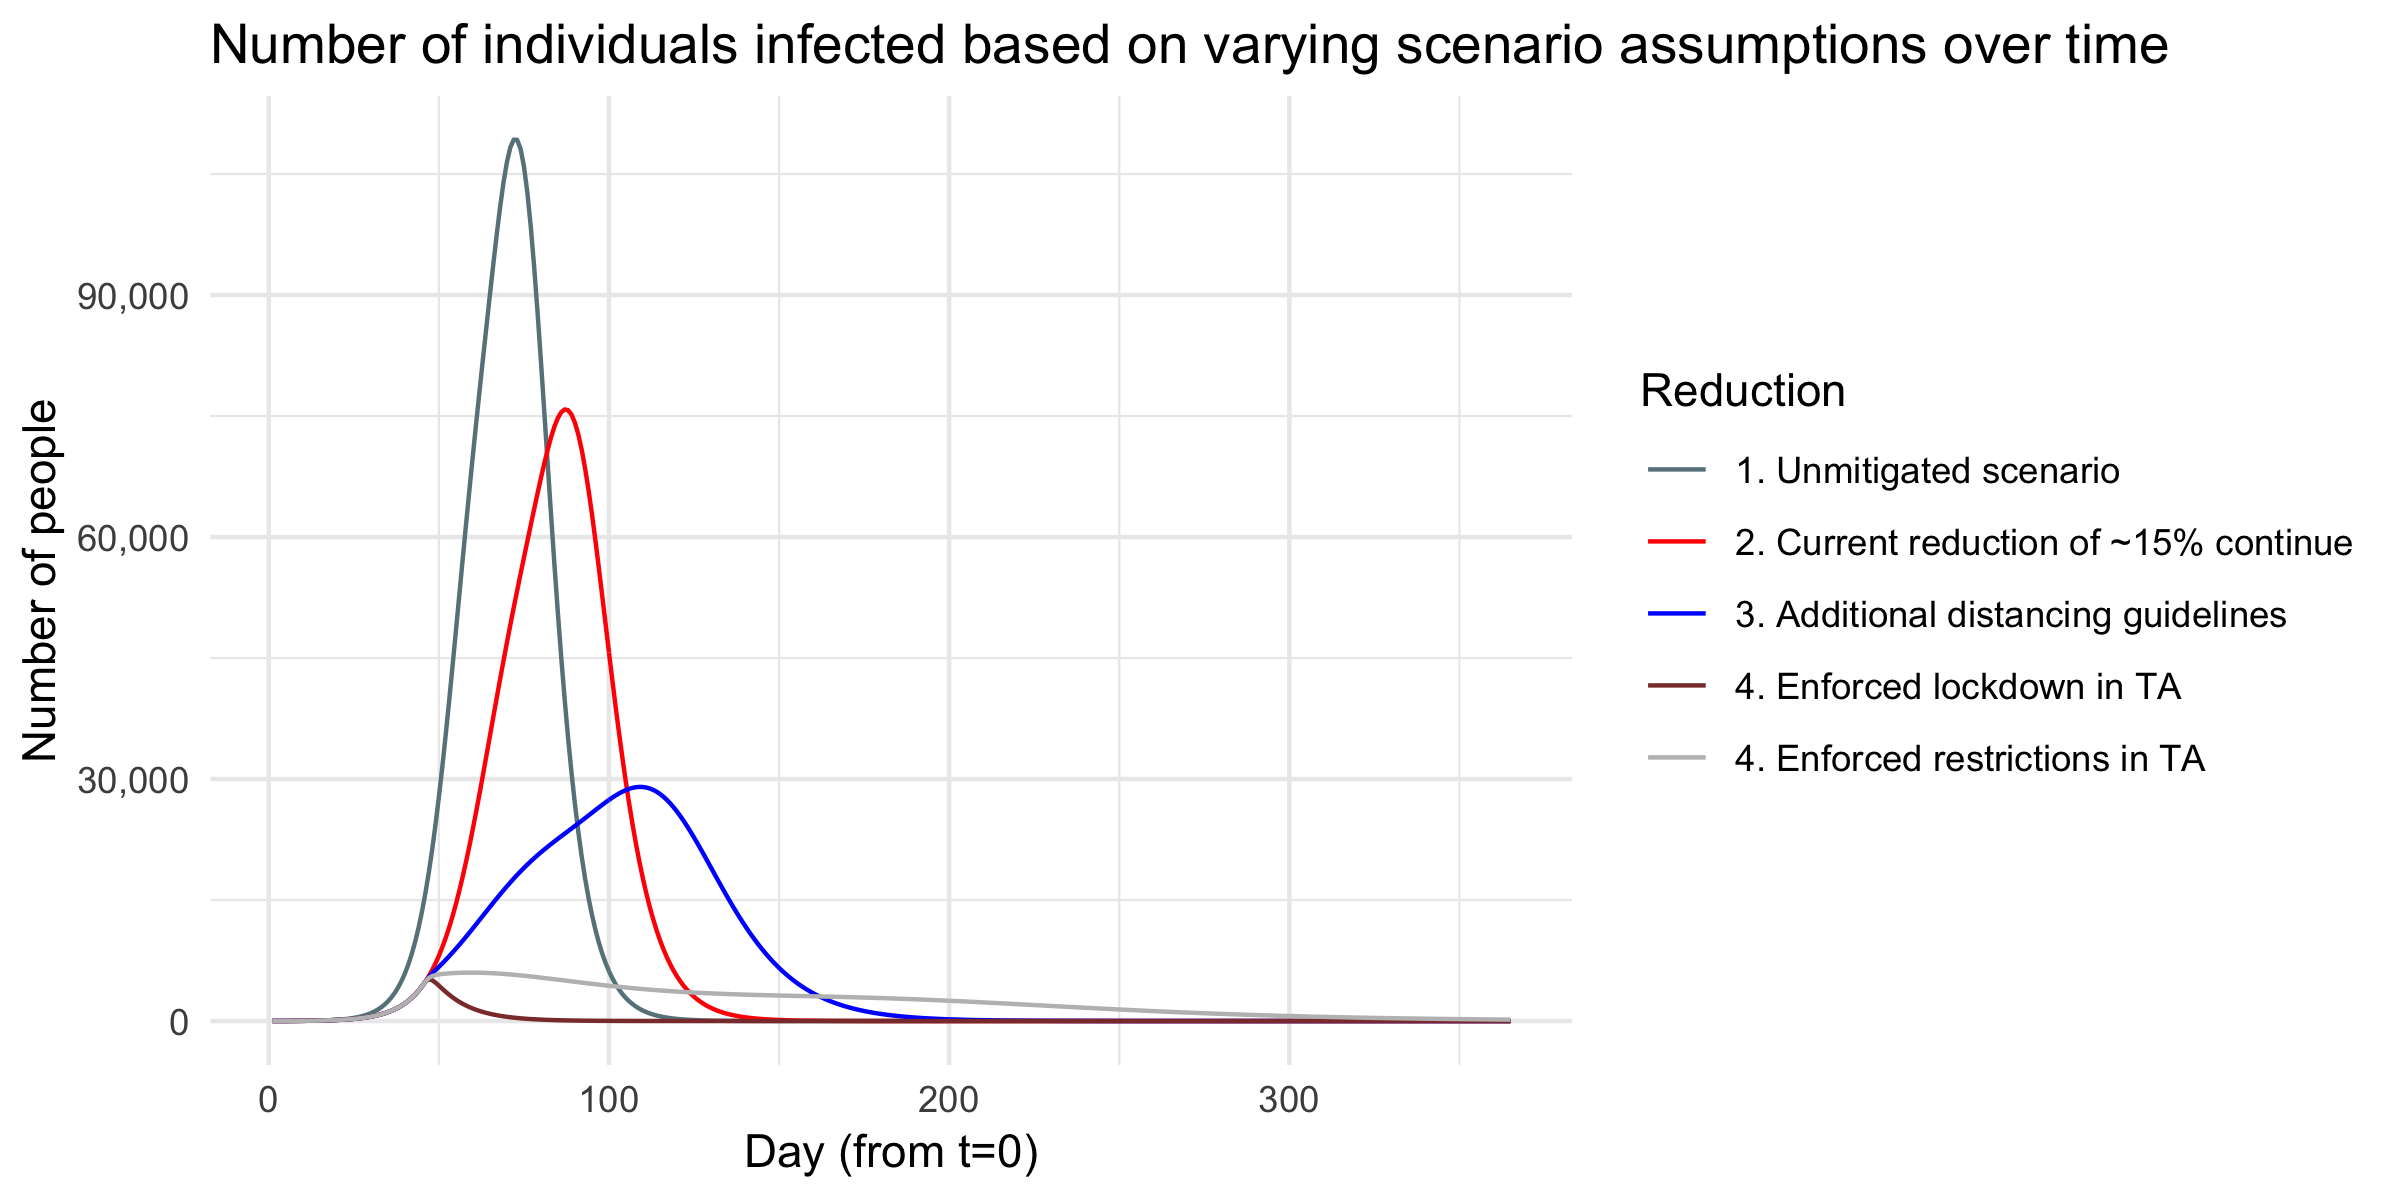 Number of individuals infected based on varying scenario assumptions over time
Number of people
90,000
60,000
30,000
0
0
100
200
300
Day (from t=0)
Reduction
1. Unmitigated scenario
2. Current reduction of ~15% continue
3. Additional distancing guidelines
4. Enforced lockdown in TA
4. Enforced restrictions in TA